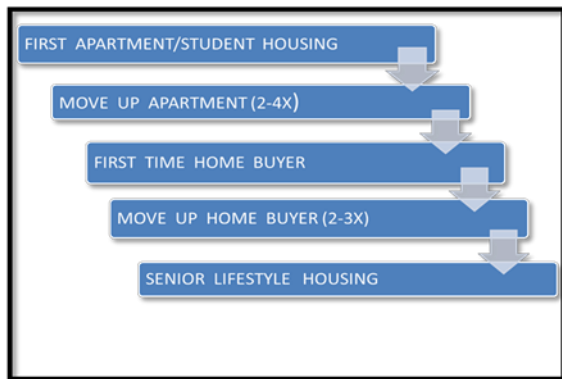 FIRST APARTMENT/STUDENT HOUSING
MOVE UP APARTMENT (2-4X)
FIRST TIME HOME BUYER
MOVE UP HOME BUYER (2-3X)
SENIOR LIFESTYLE HOUSING